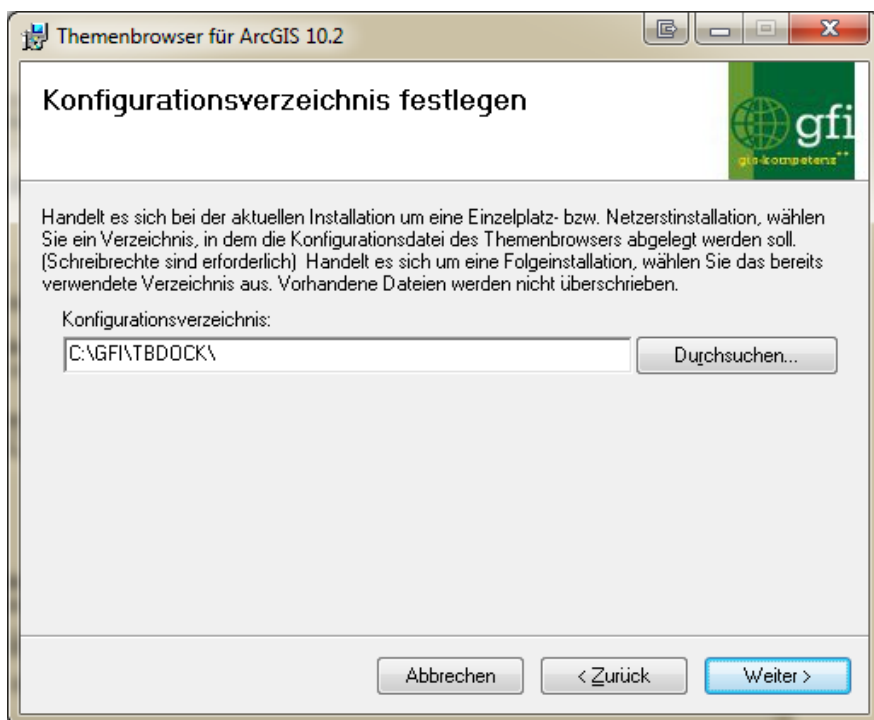 Themenbrowser für ArcGIS 10.2
Konfigurationsverzeichnis festlegen
gfi
gis-kompetenz++
Handelt es sich bei der aktuellen Installation um eine Einzelplatz- bzw. Netzerstinstallation, wählen
Sie ein Verzeichnis, in dem die Konfigurationsdatei des Themenbrowsers abgelegt werden soll.
(Schreibrechte sind erforderlich) Handelt es sich um eine Folgeinstallation, wählen Sie das bereits
verwendete Verzeichnis aus. Vorhandene Dateien werden nicht überschrieben.
Konfigurationsverzeichnis:
C:\GFI\TBDOCK\
Durchsuchen...
Abbrechen
< Zurück
Weiter >